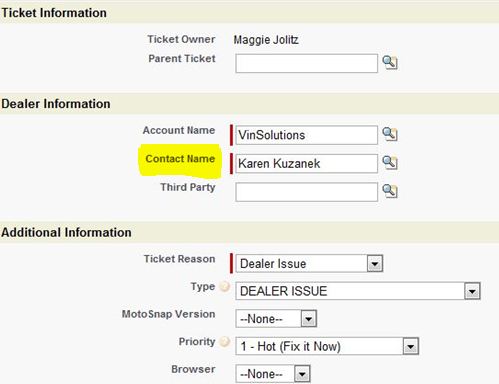 Ticket Information
Ticket Owner Maggie Jolitz
Parent Ticket
Dealer Information
Account Name VinSolutions
Contact Name Karen Kuzanek
Third Party
Additional Information
Ticket Reason Dealer Issue
Type DEALER ISSUE
MotoSnap Version --None--
Priority 1 - Hot (Fix it Now)
Browser --None--